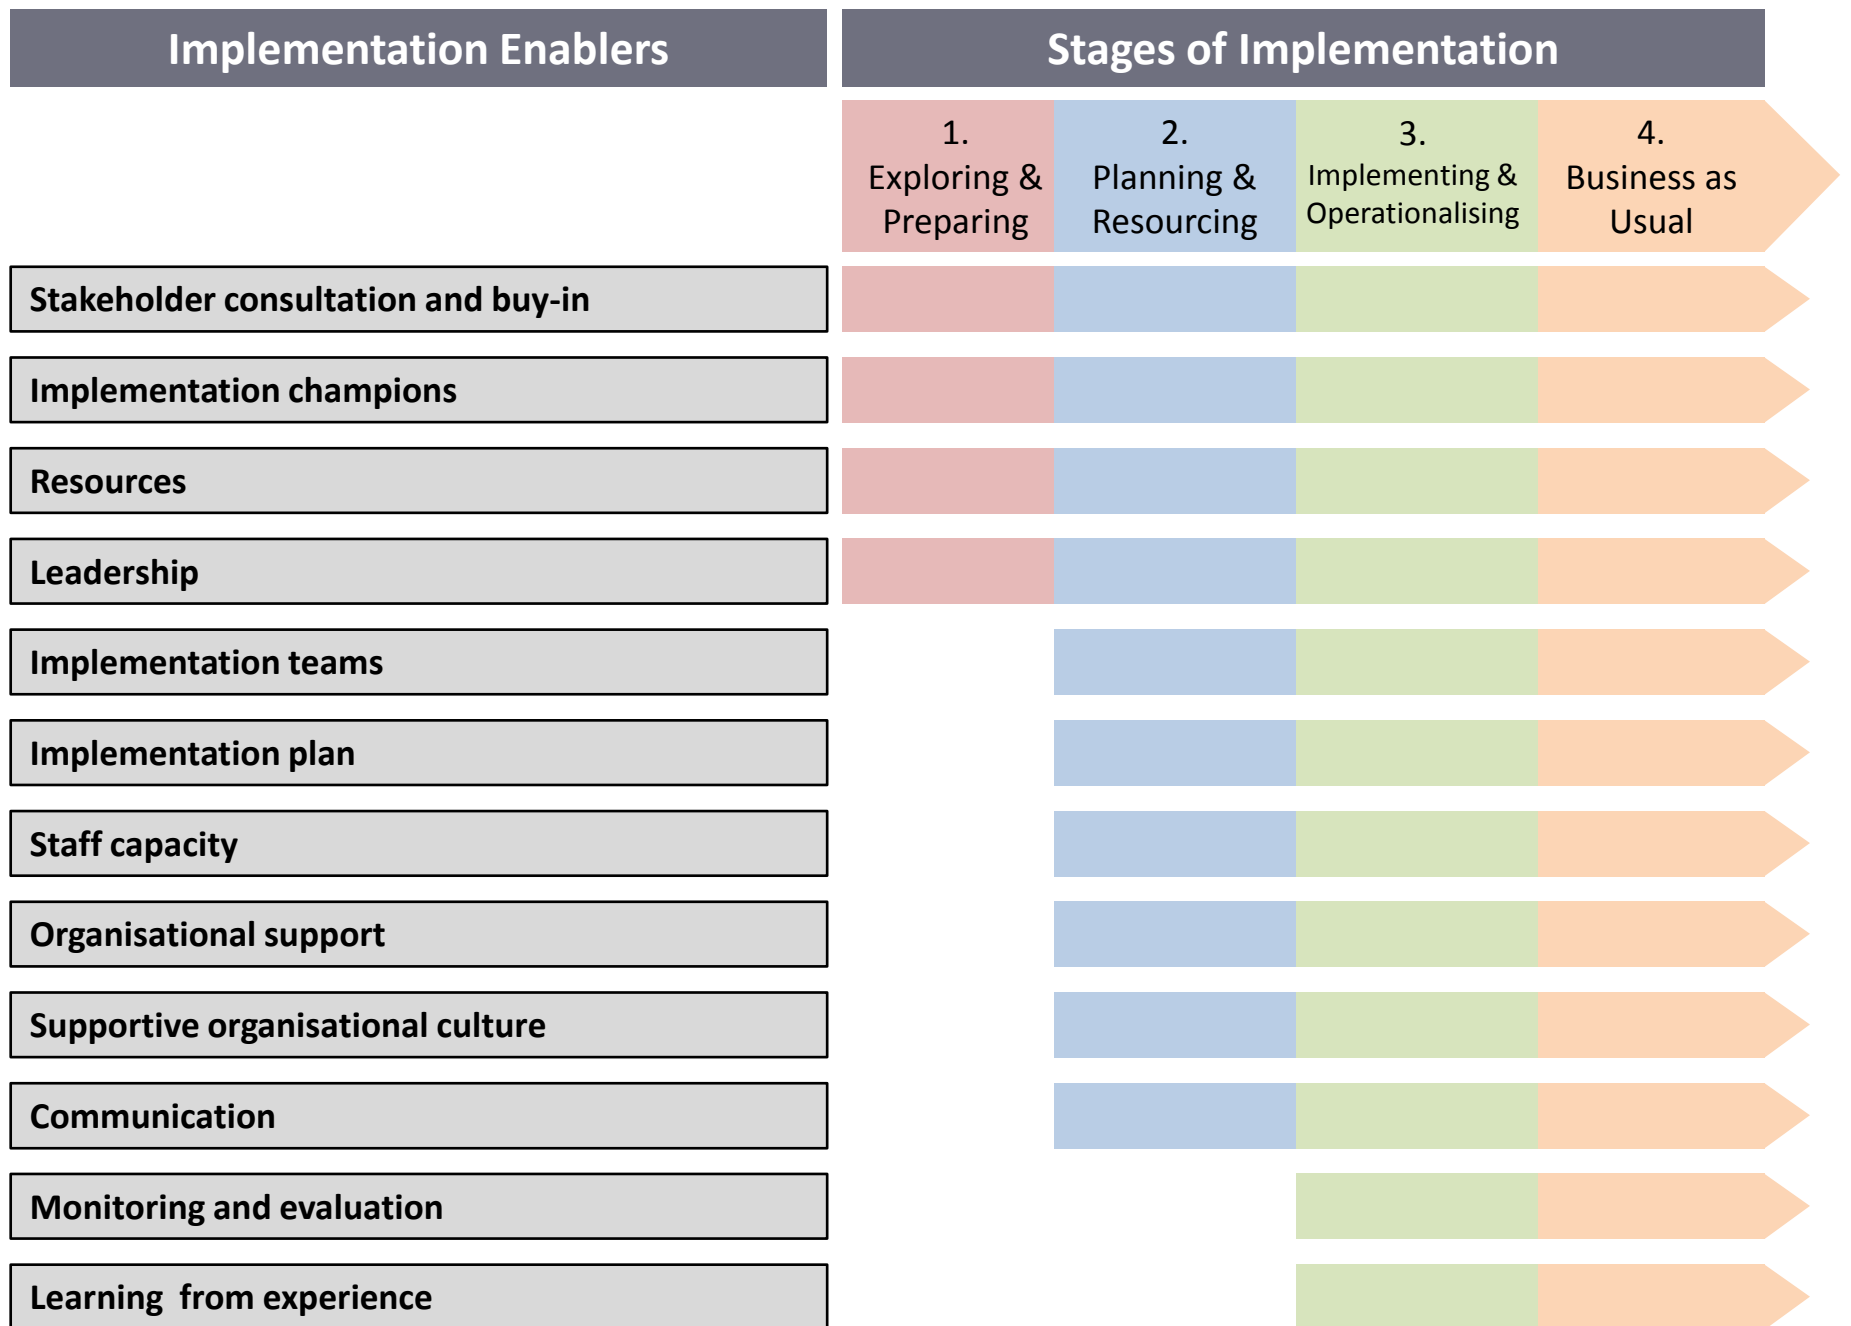 Implementation Enablers
Stages of Implementation
1.
Exploring &
Preparing
2.
Planning &
Resourcing
3.
Implementing &
Operationalising
4.
Business as
Usual
Stakeholder consultation and buy-in
Implementation champions
Resources
Leadership
Implementation teams
Implementation plan
Staff capacity
Organisational support
Supportive organisational culture
Communication
Monitoring and evaluation
Learning  from experience